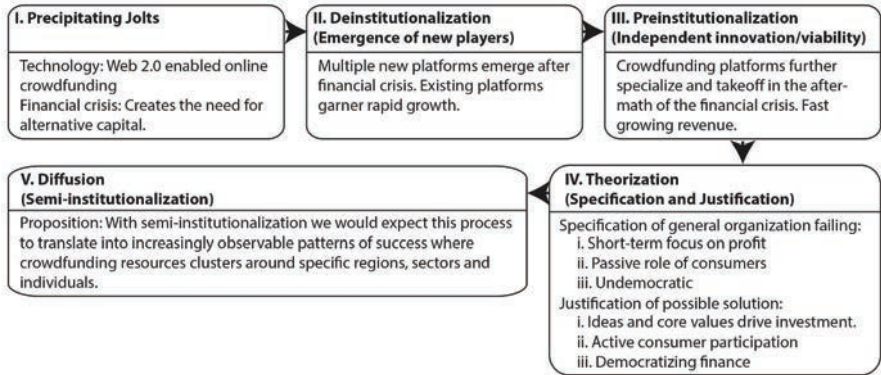 I. Precipitating Jolts
Technology: Web 2.0 enabled online
crowdfunding
Financial crisis: Creates the need for
alternative capital.
II. Deinstitutionalization
(Emergence of new players)
Multiple new platforms emerge after
financial crisis. Existing platforms
garner rapid growth.
III. Preinstitutionalization
(Independent innovation/viability)
Crowdfunding platforms further
specialize and takeoff in the after-
math of the financial crisis. Fast
growing revenue.
IV. Theorization
(Specification and Justification)
Specification of general organization failing:
i. Short-term focus on profit
ii. Passive role of consumers
iii. Undemocratic
Justification of possible solution:
i. Ideas and core values drive investment.
ii. Active consumer participation
iii. Democratizing finance
V. Diffusion
(Semi-institutionalization)
Proposition: With semi-institutionalization we would expect this process
to translate into increasingly observable patterns of success where
crowdfunding resources clusters around specific regions, sectors and
individuals.